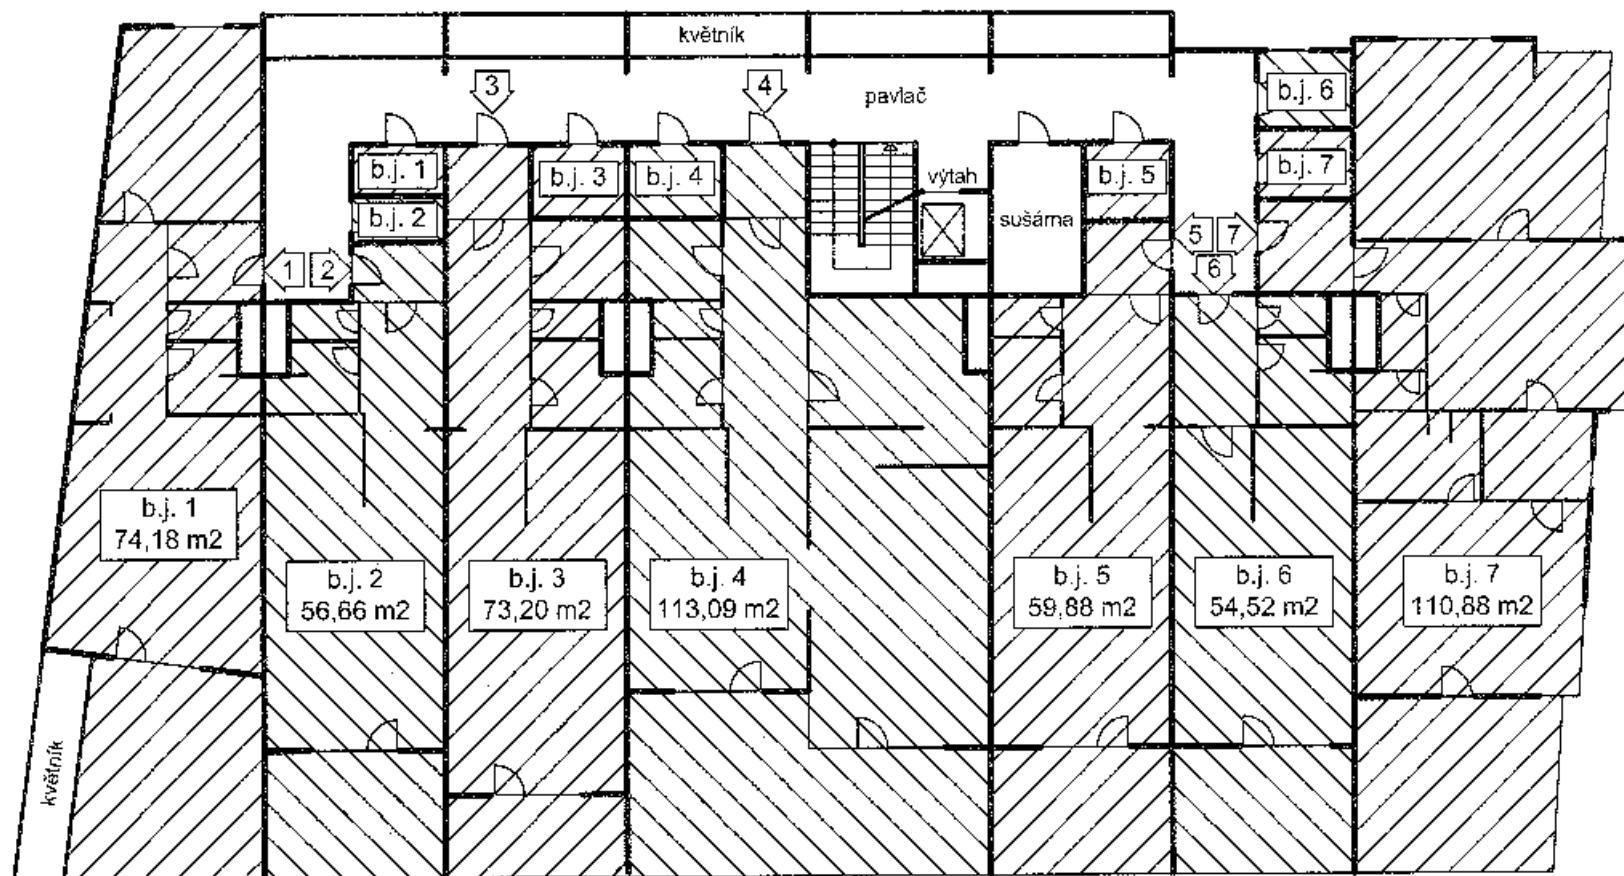 květník
3
4
pavlač
b.j. 6
b.j. 1
b.j. 3
b.j. 4
výtah
b.j. 5
b.j. 7
b.j. 2
sušárna
1
2
5
7
6
b.j. 1
74,18 m2
b.j. 2
56,66 m2
b.j. 3
73,20 m2
b.j. 4
113,09 m2
b.j. 5
59,88 m2
b.j. 6
54,52 m2
b.j. 7
110,88 m2
květník